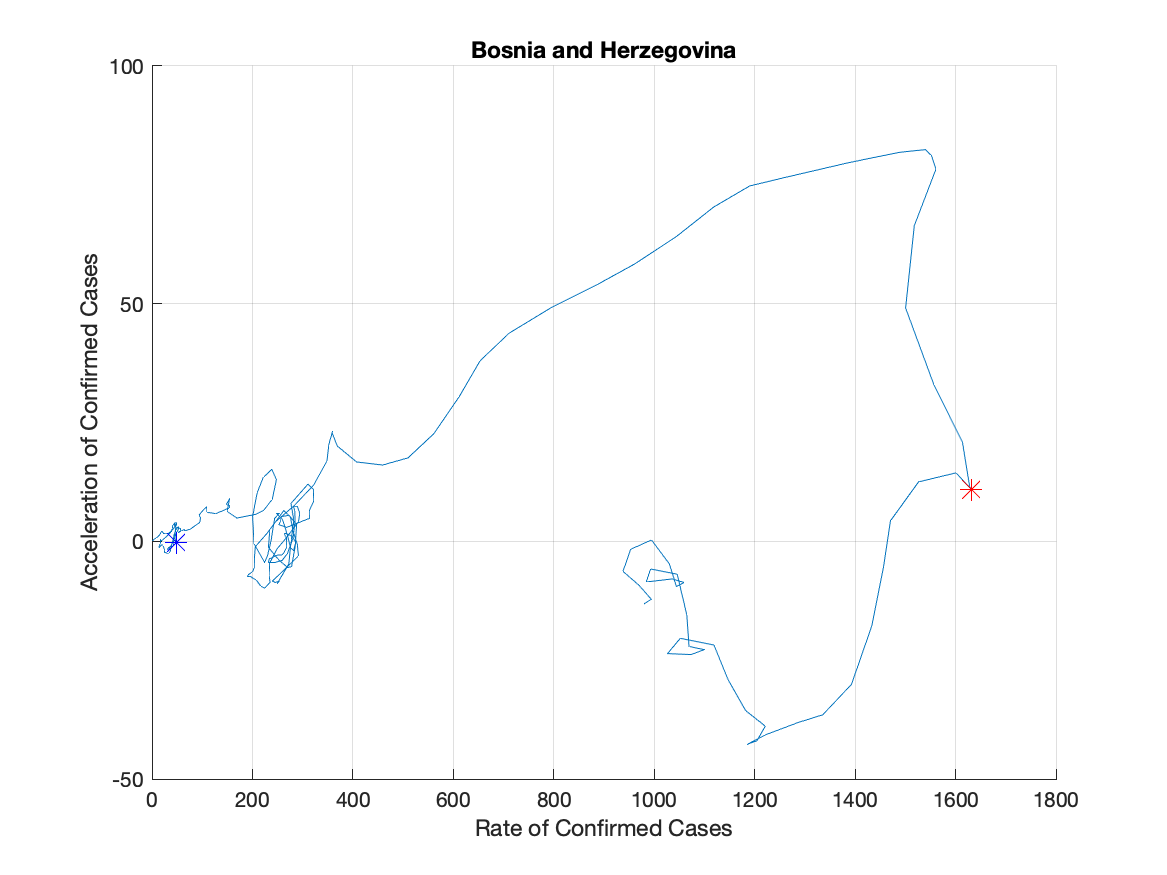 Bosnia and Herzegovina
100
50
0
-50
Acceleration of Confirmed Cases
0 200 400 600 800 1000 1200 1400 1600 1800
Rate of Confirmed Cases